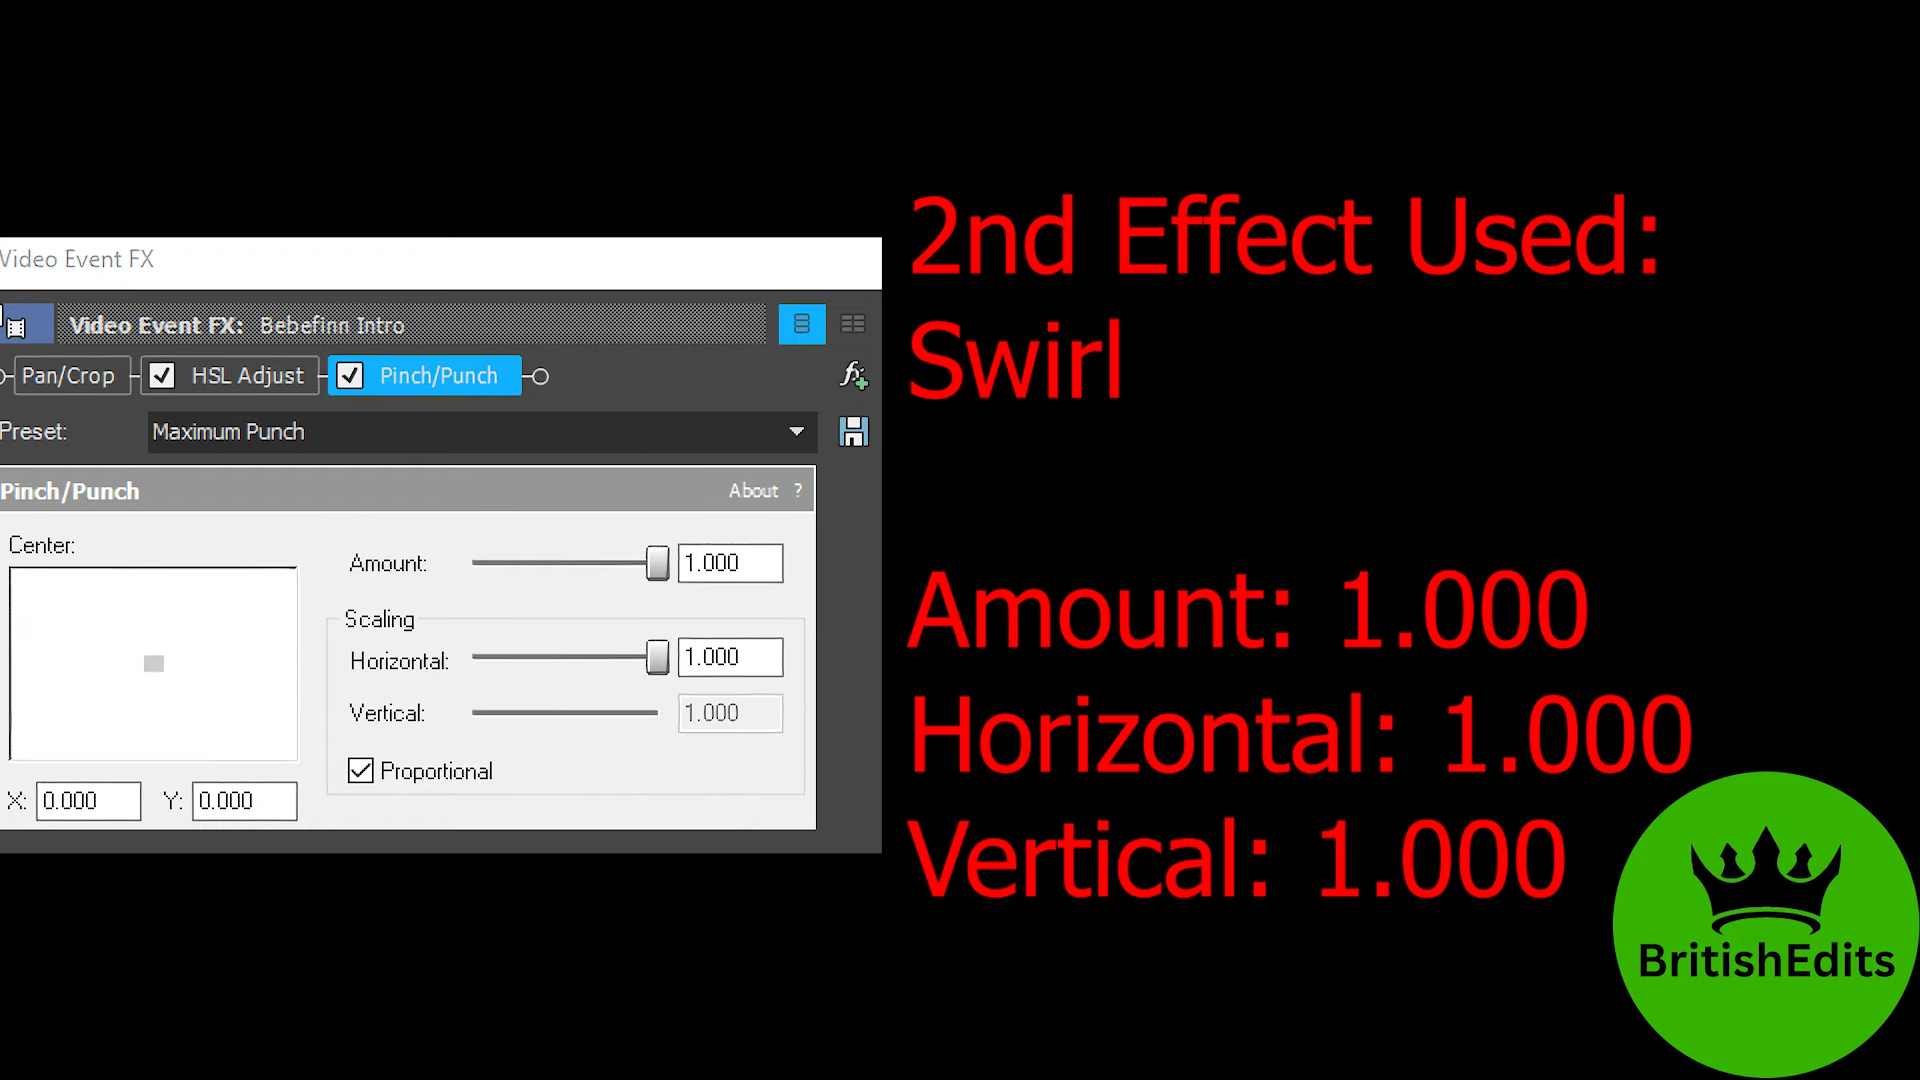 Video Event FX
Video Event FX: Bebefinn Intro
Pan/Crop HSL Adjust Pinch/Punch
Preset: Maximum Punch
Pinch/Punch About ?
Center:
Amount: 1.000
Scaling
Horizontal: 1.000
Vertical: 1.000
Proportional
X: 0.000 Y: 0.000
2nd Effect Used:
Swirl
Amount: 1.000
Horizontal: 1.000
Vertical: 1.000
BritishEdits